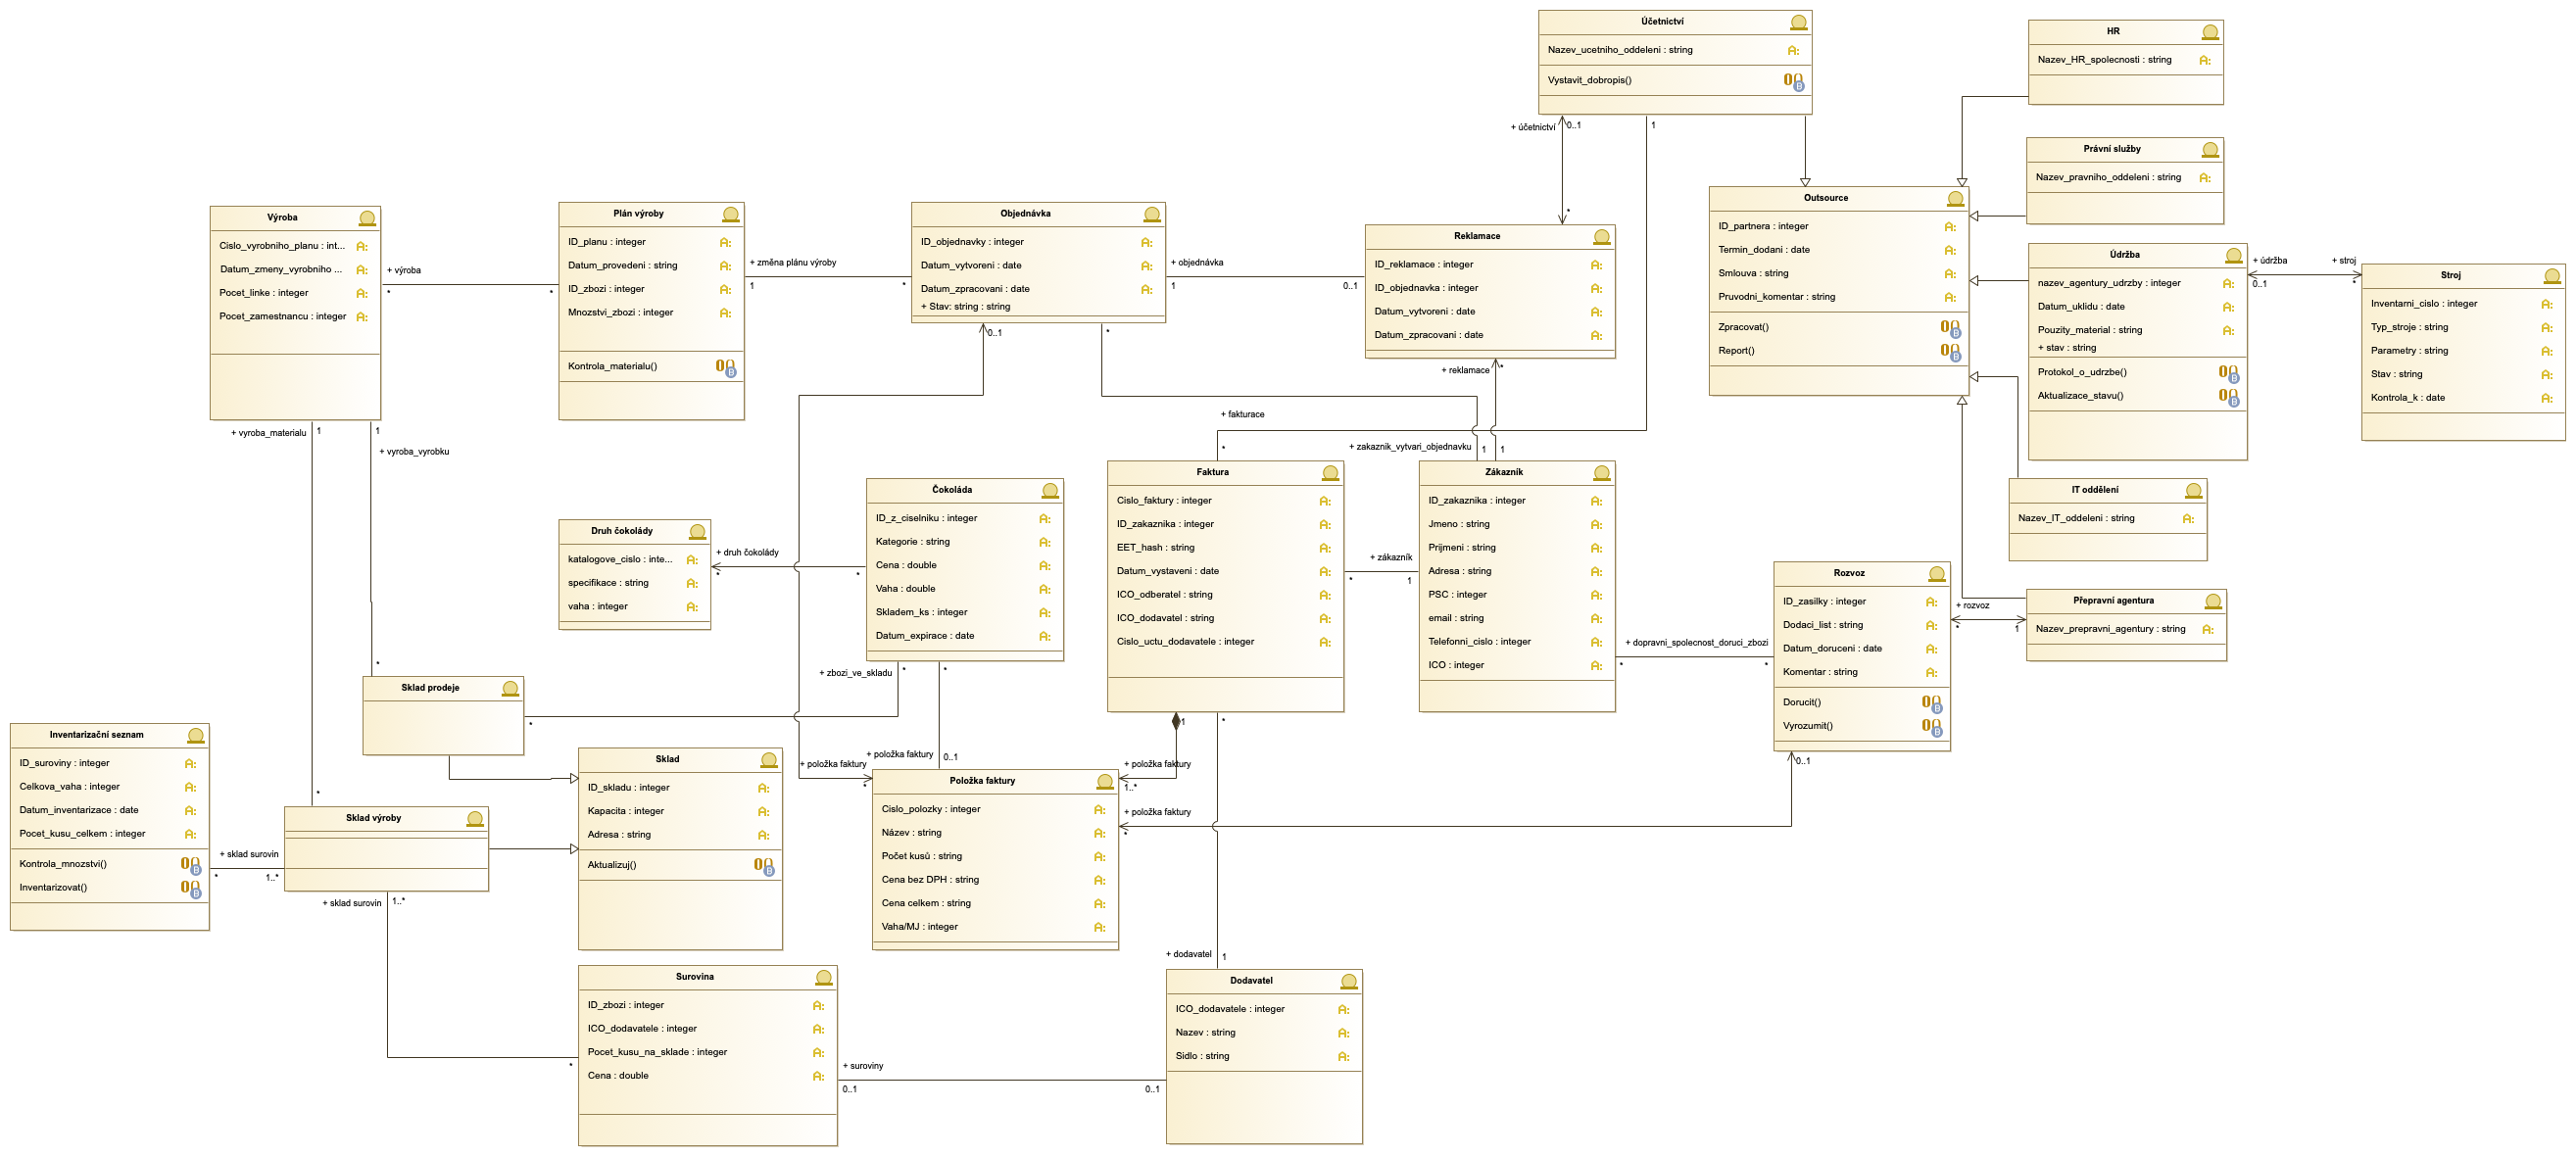 Účetnictví
Nazev_ucetniho_oddeleni : string
Vystavit_dobropis()
HR
Nazev_HR_spolecnosti : string
+ účetnictví
0..1
1
*
Právní služby
Nazev_pravniho_oddeleni : string
Výroba
Cislo_vyrobniho_planu : int...
Datum_zmeny_vyrobniho ...
Pocet_linke : integer
Pocet_zamestnancu : integer
+ výroba
*
*
Plán výroby
ID_planu : integer
Datum_provedeni : string
ID_zbozi : integer
Mnozstvi_zbozi : integer
Kontrola_materialu()
+ změna plánu výroby
1
*
Objednávka
ID_objednavky : integer
Datum_vytvoreni : date
Datum_zpracovani : date
+ Stav: string : string
+ objednávka
1
0..1
Reklamace
ID_reklamace : integer
ID_objednavka : integer
Datum_vytvoreni : date
Datum_zpracovani : date
Outsource
ID_partnera : integer
Termin_dodani : date
Smlouva : string
Pruvodni_komentar : string
Zpracovat()
Report()
Údržba
nazev_agentury_udrzby : integer
Datum_uklidu : date
Pouzity_material : string
+ stav : string
Protokol_o_udrzbe()
Aktualizace_stavu()
+ údržba
0..1
+ stroj
*
Stroj
Inventarni_cislo : integer
Typ_stroje : string
Parametry : string
Stav : string
Kontrola_k : date
0..1
*
+ reklamace
*
+ fakturace
*
+ zakaznik_vytvari_objednavku
1
1
+ vyroba_materialu
1
1
+ vyroba_vyrobku
IT oddělení
Nazev_IT_oddeleni : string
Druh čokolády
katalogove_cislo : inte...
specifikace : string
vaha : integer
+ druh čokolády
*
*
Čokoláda
ID_z_ciselniku : integer
Kategorie : string
Cena : double
Vaha : double
Skladem_ks : integer
Datum_expirace : date
Faktura
Cislo_faktury : integer
ID_zakaznika : integer
EET_hash : string
Datum_vystaveni : date
ICO_odberatel : string
ICO_dodavatel : string
Cislo_uctu_dodavatele : integer
+ zákazník
*
1
Zákazník
ID_zakaznika : integer
Jmeno : string
Prijmeni : string
Adresa : string
PSC : integer
email : string
Telefonni_cislo : integer
ICO : integer
+ dopravni_spolecnost_doruci_zbozi
*
*
Rozvoz
ID_zasilky : integer
Dodaci_list : string
Datum_doruceni : date
Komentar : string
Dorucit()
Vyrozumit()
+ rozvoz
*
1
Přepravní agentura
Nazev_prepravni_agentury : string
*
Sklad prodeje
*
+ zbozi_ve_skladu
*
*
Inventarizační seznam
ID_suroviny : integer
Celkova_vaha : integer
Datum_inventarizace : date
Pocet_kusu_celkem : integer
Kontrola_mnozstvi()
Inventarizovat()
+ sklad surovin
*
1..*
*
Sklad výroby
+ sklad surovin
1..*
Sklad
ID_skladu : integer
Kapacita : integer
Adresa : string
Aktualizuj()
+ položka faktury
*
+ položka faktury
0..1
Položka faktury
Cislo_polozky : integer
Název : string
Počet kusů : string
Cena bez DPH : string
Cena celkem : string
Vaha/MJ : integer
1
+ položka faktury
1..*
+ položka faktury
*
0..1
*
+ dodavatel
1
Surovina
ID_zbozi : integer
ICO_dodavatele : integer
Pocet_kusu_na_sklade : integer
Cena : double
*
+ suroviny
0..1
0..1
Dodavatel
ICO_dodavatele : integer
Nazev : string
Sidlo : string